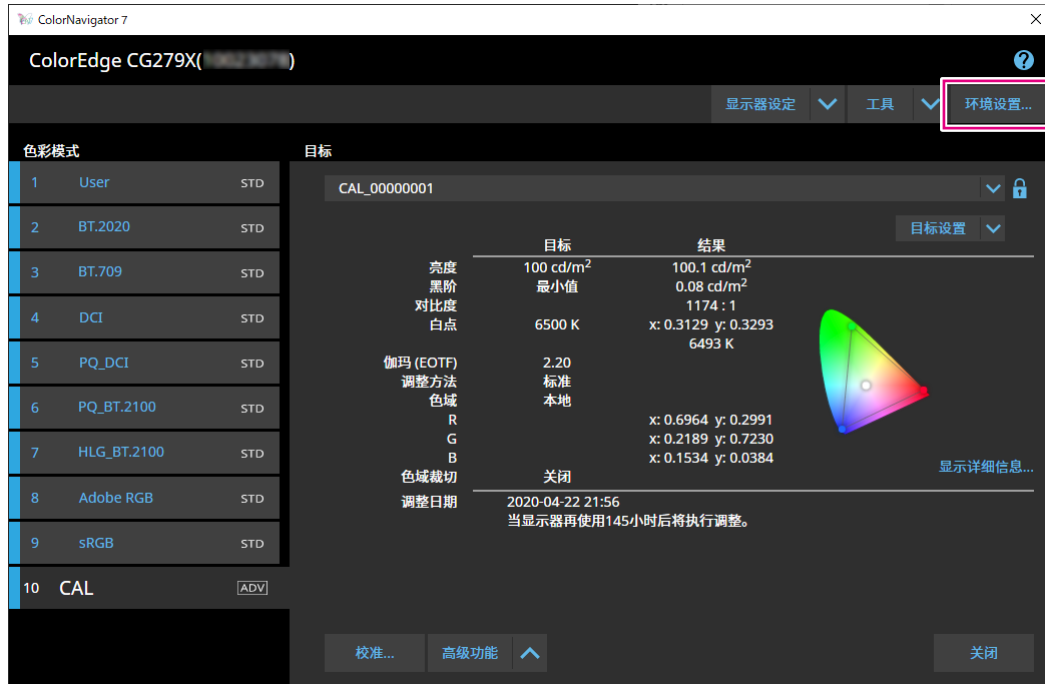 ColorNavigator 7
ColorEdge CG279X( )
显示器设定 工具 环境设置...
色彩模式
1 User STD
2 BT.2020 STD
3 BT.709 STD
4 DCI STD
5 PQ_DCI STD
6 PQ_BT.2100 STD
7 HLG_BT.2100 STD
8 Adobe RGB STD
9 sRGB STD
10 CAL ADV
目标
CAL_00000001
目标设置
目标 结果
亮度 100 cd/m² 100.1 cd/m²
黑阶 最小值 0.08 cd/m²
对比度 1174 : 1
白点 6500 K x: 0.3129 y: 0.3293
6493 K
伽玛 (EOTF) 2.20
调整方法 标准
色域 本地
R x: 0.6964 y: 0.2991
G x: 0.2189 y: 0.7230
B x: 0.1534 y: 0.0384
色域裁切 关闭
显示详细信息...
调整日期 2020-04-22 21:56
当显示器再使用145小时后将执行调整。
校准... 高级功能 关闭